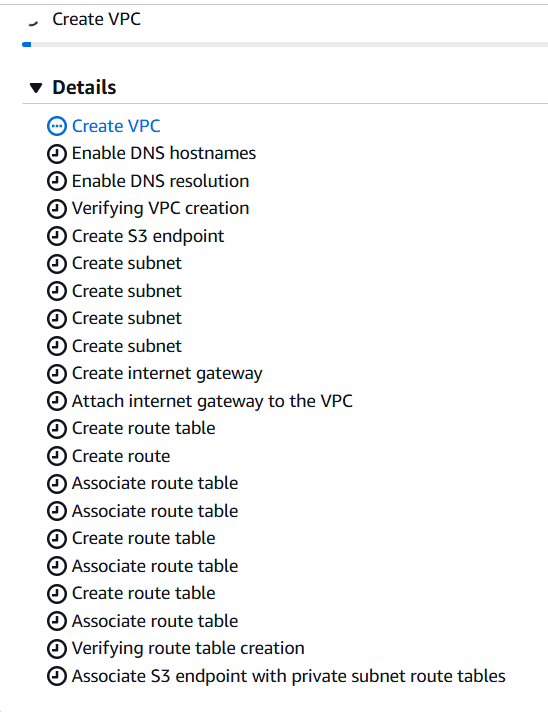 Create VPC
Details
Create VPC
Enable DNS hostnames
Enable DNS resolution
Verifying VPC creation
Create S3 endpoint
Create subnet
Create subnet
Create subnet
Create subnet
Create internet gateway
Attach internet gateway to the VPC
Create route table
Create route
Associate route table
Associate route table
Create route table
Associate route table
Create route table
Associate route table
Verifying route table creation
Associate S3 endpoint with private subnet route tables